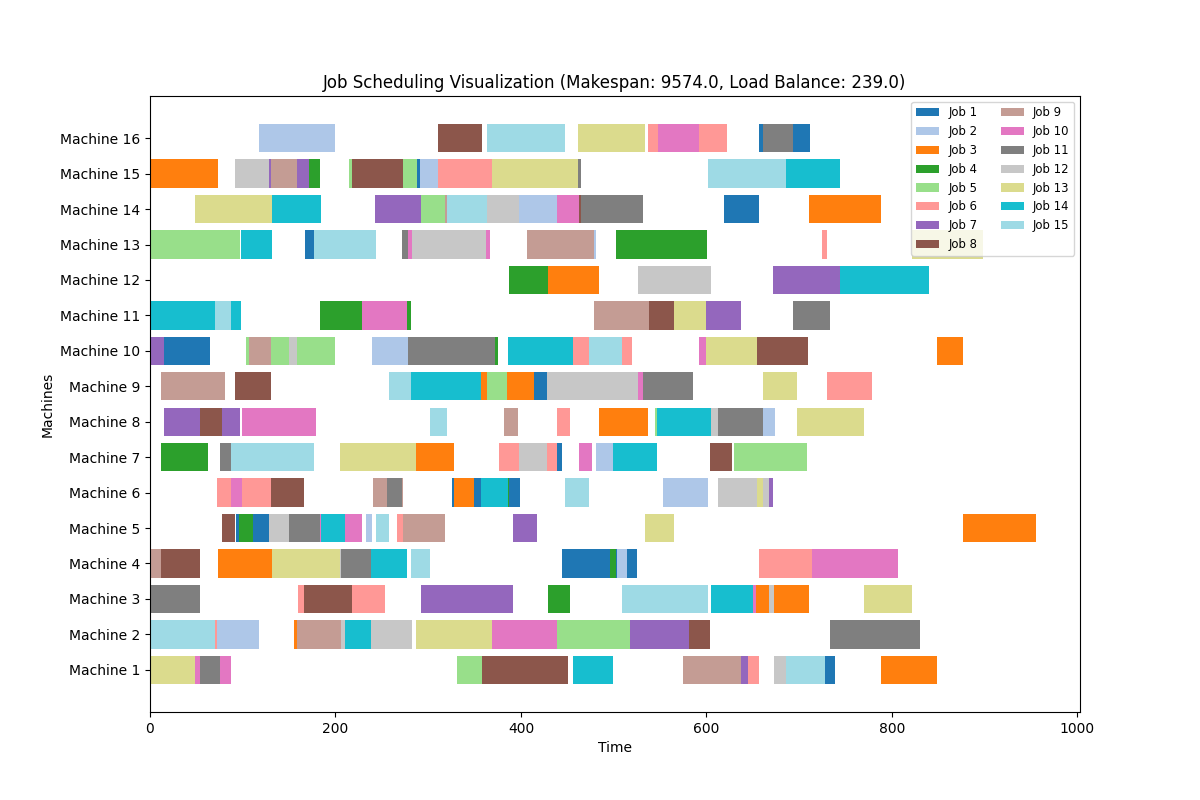 Job Scheduling Visualization (Makespan: 9574.0, Load Balance: 239.0)
Machines
Machine 16
Machine 15
Machine 14
Machine 13
Machine 12
Machine 11
Machine 10
Machine 9
Machine 8
Machine 7
Machine 6
Machine 5
Machine 4
Machine 3
Machine 2
Machine 1
Job 1
Job 2
Job 3
Job 4
Job 5
Job 6
Job 7
Job 8
Job 9
Job 10
Job 11
Job 12
Job 13
Job 14
Job 15
0 200 400 600 800 1000
Time